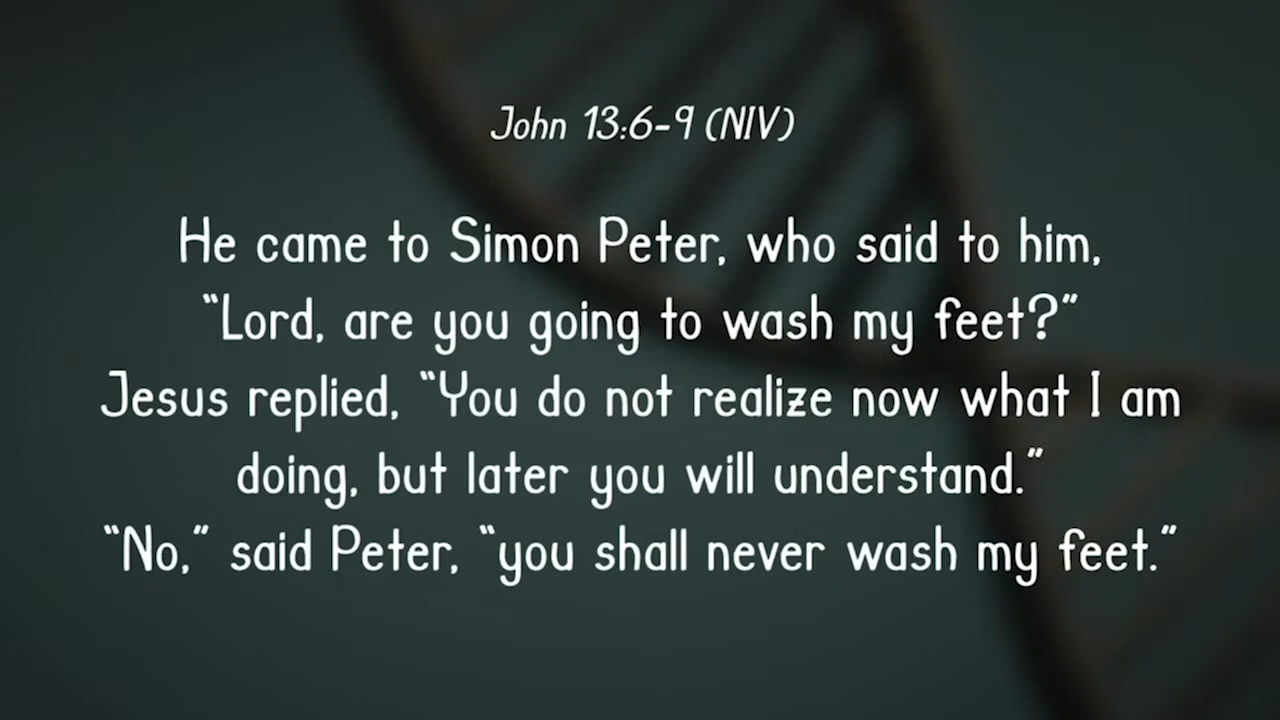 John 13:6-9 (NIV)
He came to Simon Peter, who said to him,
“Lord, are you going to wash my feet?”
Jesus replied, “You do not realize now what I am
doing, but later you will understand.”
“No,” said Peter, “you shall never wash my feet.”